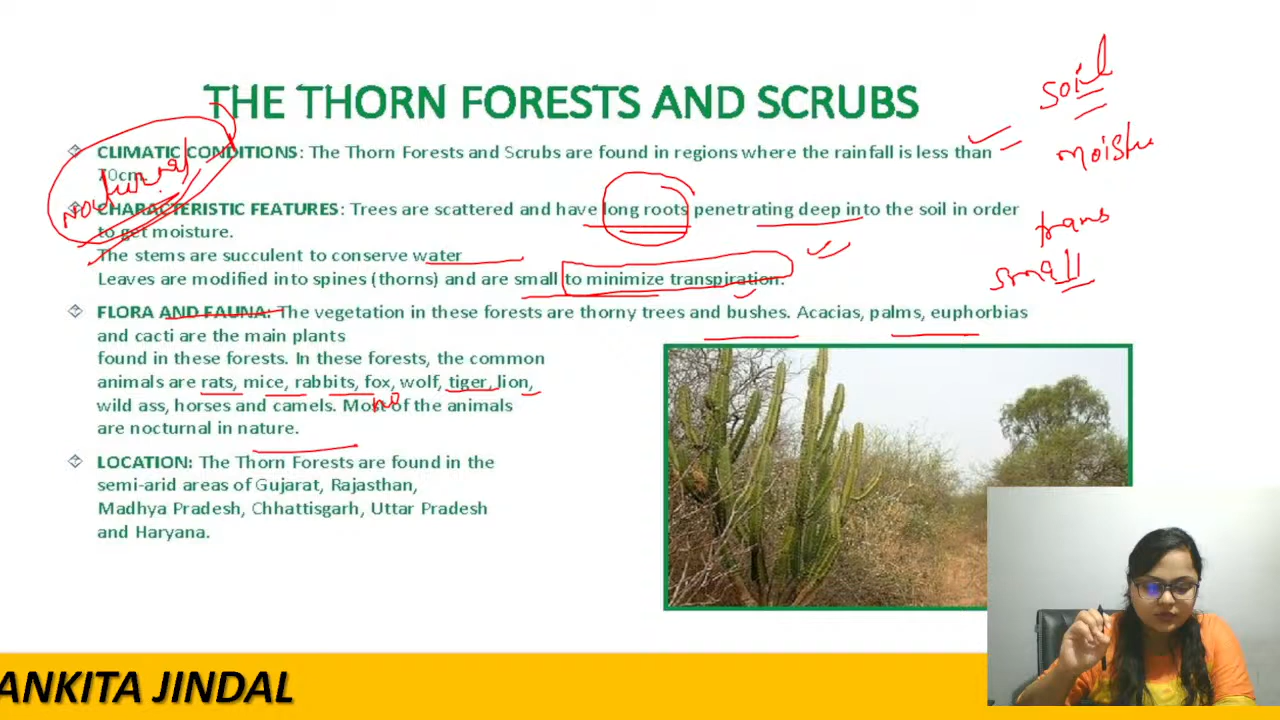 THE THORN FORESTS AND SCRUBS
soil
moistu
CLIMATIC CONDITIONS: The Thorn Forests and Scrubs are found in regions where the rainfall is less than
70cm.
Nocturnal
CHARACTERISTIC FEATURES: Trees are scattered and have long roots penetrating deep into the soil in order
to get moisture.
trans
The stems are succulent to conserve water
Leaves are modified into spines (thorns) and are small to minimize transpiration.
small
FLORA AND FAUNA: The vegetation in these forests are thorny trees and bushes. Acacias, palms, euphorbias
and cacti are the main plants
found in these forests. In these forests, the common
animals are rats, mice, rabbits, fox, wolf, tiger, lion,
wild ass, horses and camels. Most of the animals
no
are nocturnal in nature.
LOCATION: The Thorn Forests are found in the
semi-arid areas of Gujarat, Rajasthan,
Madhya Pradesh, Chhattisgarh, Uttar Pradesh
and Haryana.
ANKITA JINDAL